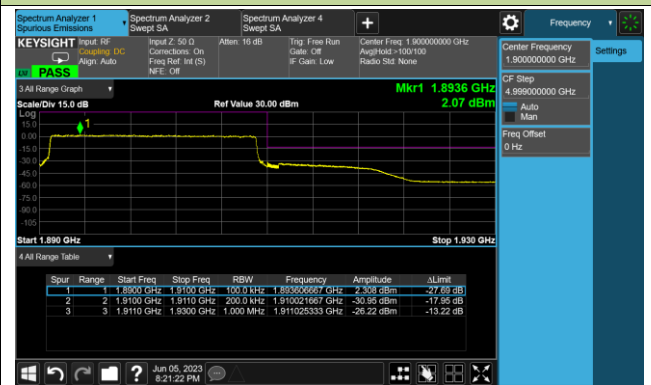 Spectrum Analyzer 1
Spurious Emissions
Spectrum Analyzer 2
Swept SA
Spectrum Analyzer 4
Swept SA
Frequency
KEYSIGHT
Input: RF
Coupling: DC
Align: Auto
Input Z: 50 Ω
Corrections: On
Freq Ref: Int (S)
NFE: Off
Atten: 16 dB
Trig: Free Run
Gate: Off
IF Gain: Low
Center Freq: 1.900000000 GHz
Avg|Hold:>100/100
Radio Std: None
LXI
PASS
Center Frequency
1.900000000 GHz
Settings
CF Step
4.999000000 GHz
Auto
Man
Freq Offset
0 Hz
3 All Range Graph
Mkr1 1.8936 GHz
Scale/Div 15.0 dB
Ref Value 30.00 dBm
2.07 dBm
Log
15.0
0.00
-15.0
-30.0
-45.0
-60.0
-75.0
-90.0
-105
1
Start 1.890 GHz
Stop 1.930 GHz
4 All Range Table
Spur Range Start Freq Stop Freq RBW Frequency Amplitude ΔLimit
1 1 1.8900 GHz 1.9100 GHz 100.0 kHz 1.893606667 GHz 2.308 dBm -27.69 dB
2 2 1.9100 GHz 1.9110 GHz 200.0 kHz 1.910021667 GHz -30.95 dBm -17.95 dB
3 3 1.9110 GHz 1.9300 GHz 1.000 MHz 1.911025333 GHz -26.22 dBm -13.22 dB
Jun 05, 2023
8:21:22 PM